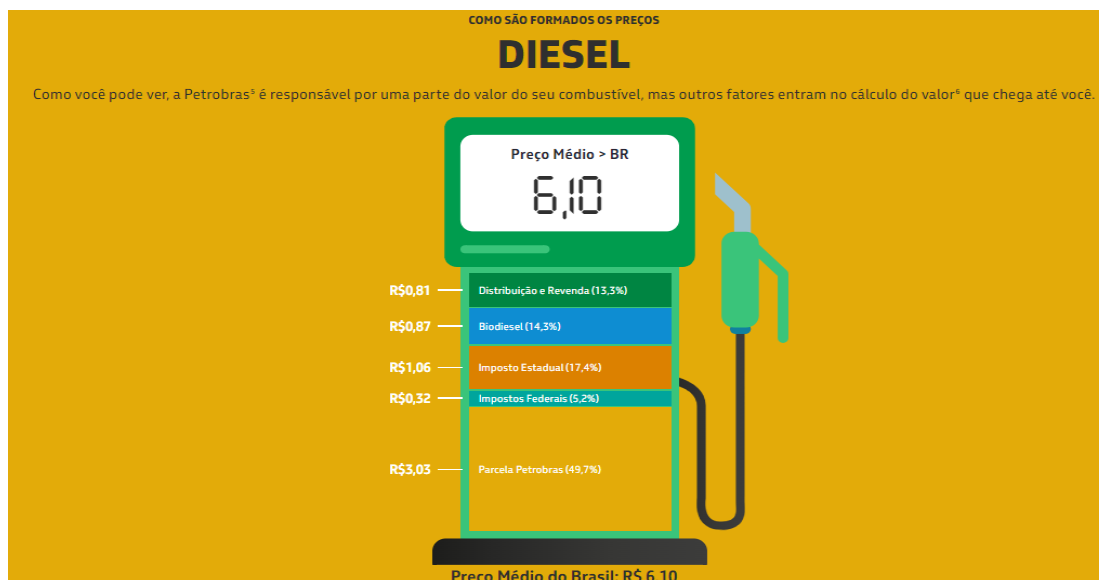 COMO SÃO FORMADOS OS PREÇOS
DIESEL
Como você pode ver, a Petrobras⁵ é responsável por uma parte do valor do seu combustível, mas outros fatores entram no cálculo do valor⁶ que chega até você.
Preço Médio > BR
6,10
R$0,81 Distribuição e Revenda (13,3%)
R$0,87 Biodiesel (14,3%)
R$1,06 Imposto Estadual (17,4%)
R$0,32 Impostos Federais (5,2%)
R$3,03 Parcela Petrobras (49,7%)
Preço Médio do Brasil: R$ 6,10